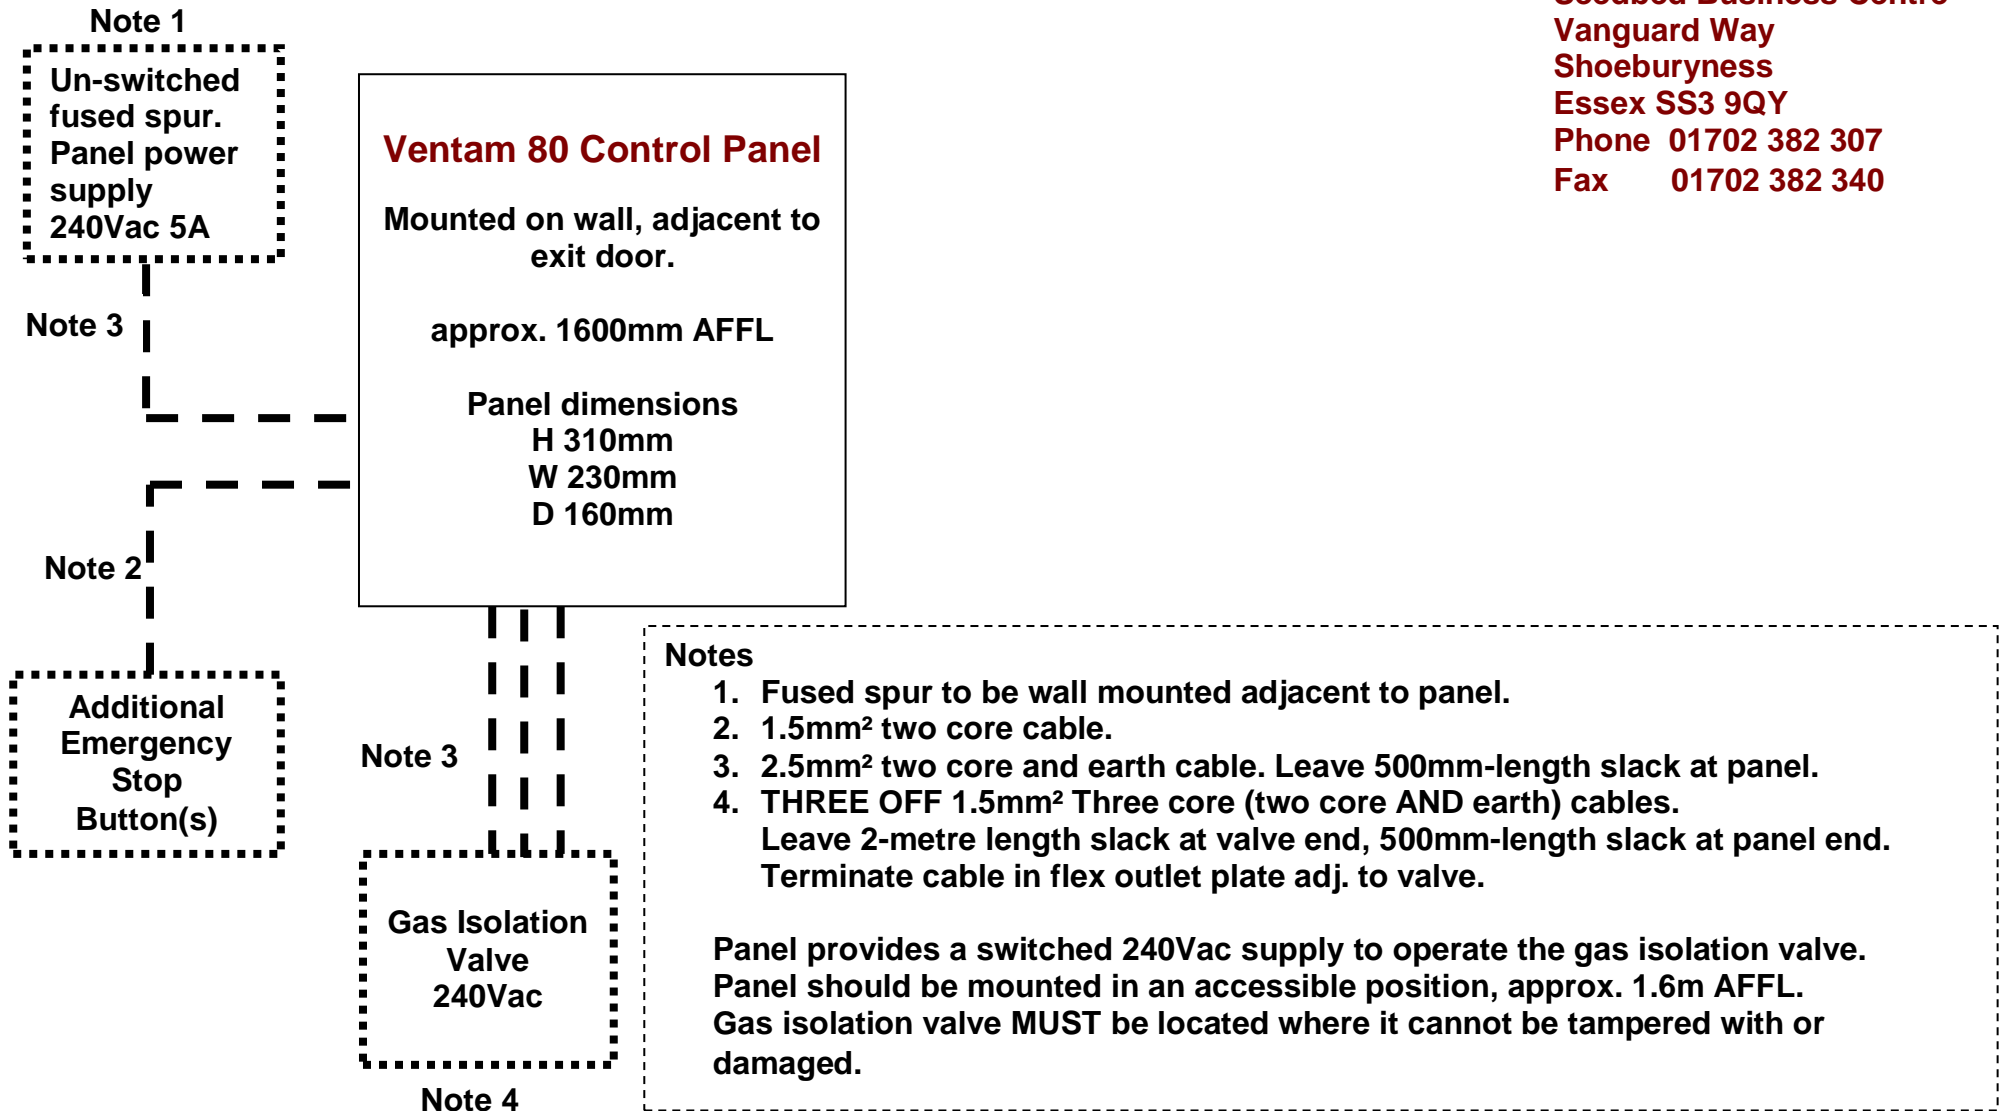 Note 1
Un-switched
fused spur.
Panel power
supply
240Vac 5A
Note 3
Note 2
Additional
Emergency
Stop
Button(s)
Ventam 80 Control Panel
Mounted on wall, adjacent to
exit door.
approx. 1600mm AFFL
Panel dimensions
H 310mm
W 230mm
D 160mm
Note 3
Gas Isolation
Valve
240Vac
Note 4
Seedbed Business Centre
Vanguard Way
Shoeburyness
Essex SS3 9QY
Phone 01702 382 307
Fax 01702 382 340
Notes
1. Fused spur to be wall mounted adjacent to panel.
2. 1.5mm² two core cable.
3. 2.5mm² two core and earth cable. Leave 500mm-length slack at panel.
4. THREE OFF 1.5mm² Three core (two core AND earth) cables.
Leave 2-metre length slack at valve end, 500mm-length slack at panel end.
Terminate cable in flex outlet plate adj. to valve.
Panel provides a switched 240Vac supply to operate the gas isolation valve.
Panel should be mounted in an accessible position, approx. 1.6m AFFL.
Gas isolation valve MUST be located where it cannot be tampered with or
damaged.